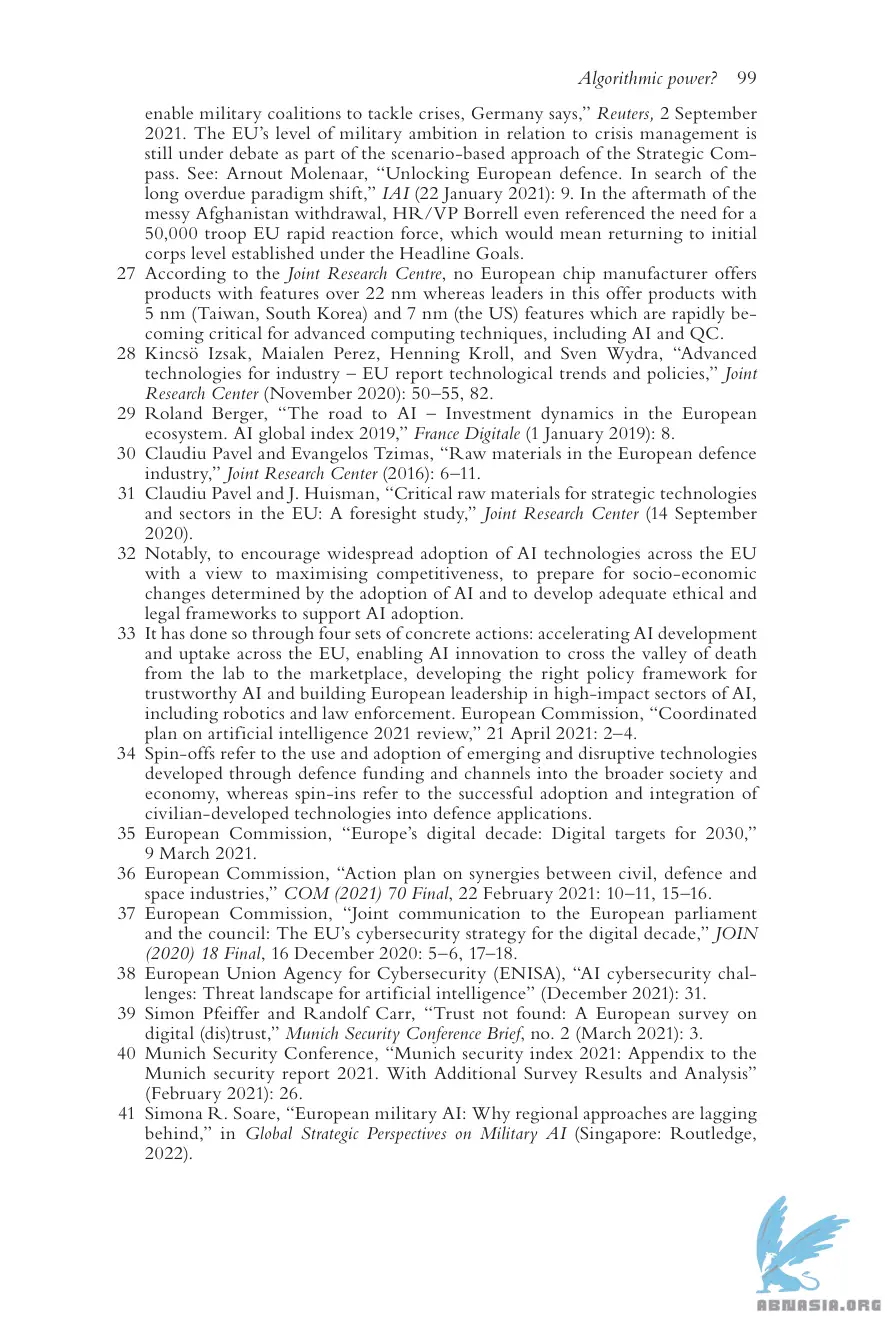 Algorithmic power? 99
enable military coalitions to tackle crises, Germany says,” Reuters, 2 September
2021. The EU’s level of military ambition in relation to crisis management is
still under debate as part of the scenario-based approach of the Strategic Com-
pass. See: Arnout Molenaar, “Unlocking European defence. In search of the
long overdue paradigm shift,” IAI (22 January 2021): 9. In the aftermath of the
messy Afghanistan withdrawal, HR/VP Borrell even referenced the need for a
50,000 troop EU rapid reaction force, which would mean returning to initial
corps level established under the Headline Goals.
27 According to the Joint Research Centre, no European chip manufacturer offers
products with features over 22 nm whereas leaders in this offer products with
5 nm (Taiwan, South Korea) and 7 nm (the US) features which are rapidly be-
coming critical for advanced computing techniques, including AI and QC.
28 Kincsö Izsak, Maialen Perez, Henning Kroll, and Sven Wydra, “Advanced
technologies for industry – EU report technological trends and policies,” Joint
Research Center (November 2020): 50–55, 82.
29 Roland Berger, “The road to AI – Investment dynamics in the European
ecosystem. AI global index 2019,” France Digitale (1 January 2019): 8.
30 Claudiu Pavel and Evangelos Tzimas, “Raw materials in the European defence
industry,” Joint Research Center (2016): 6–11.
31 Claudiu Pavel and J. Huisman, “Critical raw materials for strategic technologies
and sectors in the EU: A foresight study,” Joint Research Center (14 September
2020).
32 Notably, to encourage widespread adoption of AI technologies across the EU
with a view to maximising competitiveness, to prepare for socio-economic
changes determined by the adoption of AI and to develop adequate ethical and
legal frameworks to support AI adoption.
33 It has done so through four sets of concrete actions: accelerating AI development
and uptake across the EU, enabling AI innovation to cross the valley of death
from the lab to the marketplace, developing the right policy framework for
trustworthy AI and building European leadership in high-impact sectors of AI,
including robotics and law enforcement. European Commission, “Coordinated
plan on artificial intelligence 2021 review,” 21 April 2021: 2–4.
34 Spin-offs refer to the use and adoption of emerging and disruptive technologies
developed through defence funding and channels into the broader society and
economy, whereas spin-ins refer to the successful adoption and integration of
civilian-developed technologies into defence applications.
35 European Commission, “Europe’s digital decade: Digital targets for 2030,”
9 March 2021.
36 European Commission, “Action plan on synergies between civil, defence and
space industries,” COM (2021) 70 Final, 22 February 2021: 10–11, 15–16.
37 European Commission, “Joint communication to the European parliament
and the council: The EU’s cybersecurity strategy for the digital decade,” JOIN
(2020) 18 Final, 16 December 2020: 5–6, 17–18.
38 European Union Agency for Cybersecurity (ENISA), “AI cybersecurity chal-
lenges: Threat landscape for artificial intelligence” (December 2021): 31.
39 Simon Pfeiffer and Randolf Carr, “Trust not found: A European survey on
digital (dis)trust,” Munich Security Conference Brief, no. 2 (March 2021): 3.
40 Munich Security Conference, “Munich security index 2021: Appendix to the
Munich security report 2021. With Additional Survey Results and Analysis”
(February 2021): 26.
41 Simona R. Soare, “European military AI: Why regional approaches are lagging
behind,” in Global Strategic Perspectives on Military AI (Singapore: Routledge,
2022).
ABNASIA.ORG